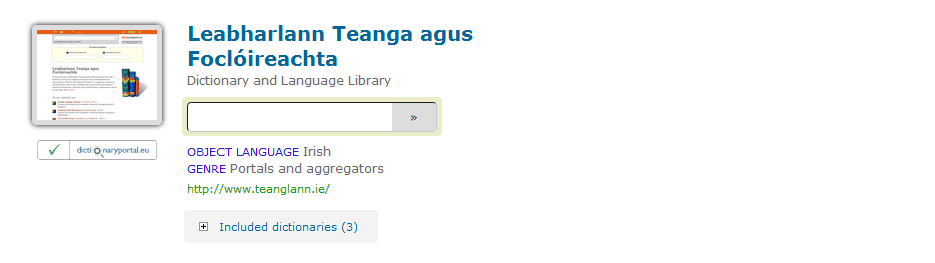 Leabharlann Teanga agus
Foclóireachta
Dictionary and Language Library
»
OBJECT LANGUAGE Irish
GENRE Portals and aggregators
http://www.teanglann.ie/
dictionaryportal.eu
Included dictionaries (3)